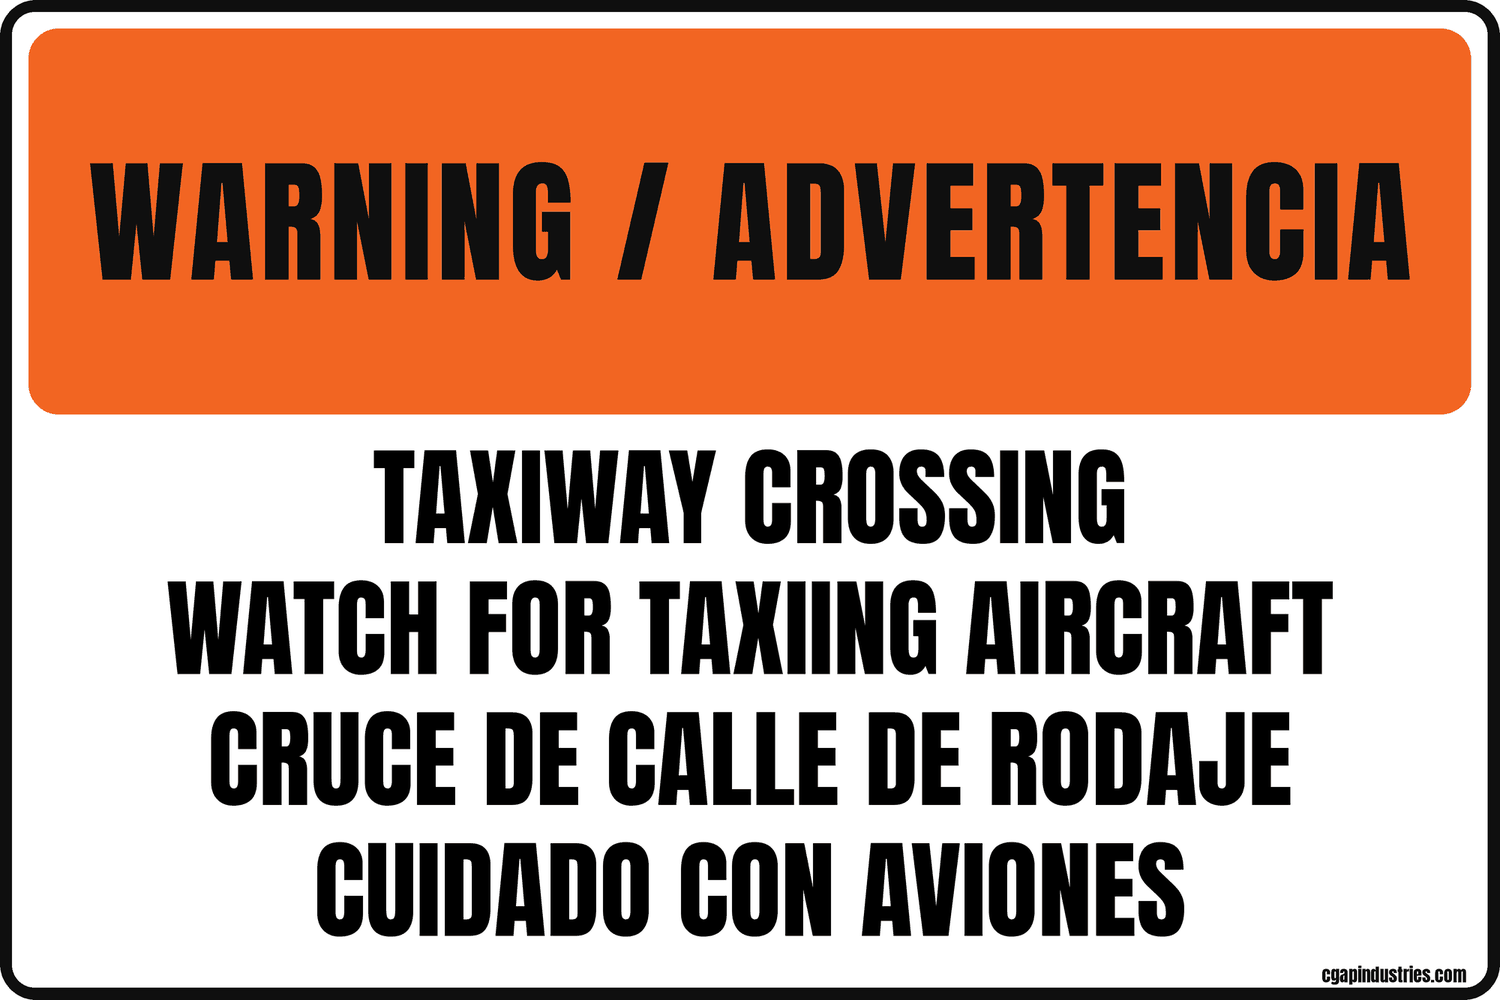 WARNING / ADVERTENCIA
TAXIWAY CROSSING
WATCH FOR TAXIING AIRCRAFT
CRUCE DE CALLE DE RODAJE
CUIDADO CON AVIONES
cgapindustries.com